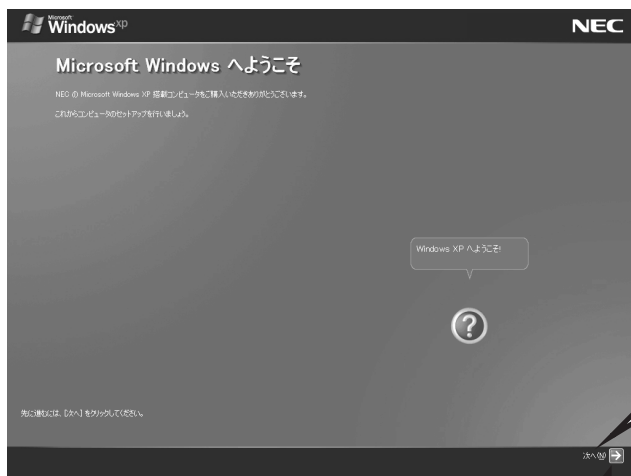 Microsoft
Windows xp
NEC
Microsoft Windows へようこそ
NEC の Microsoft Windows XP 搭載コンピュータをご購入いただきありがとうございます。
これからコンピュータのセットアップを行いましょう。
Windows XP へようこそ!
?
先に進むには、[次へ] をクリックしてください。
次へ(N)